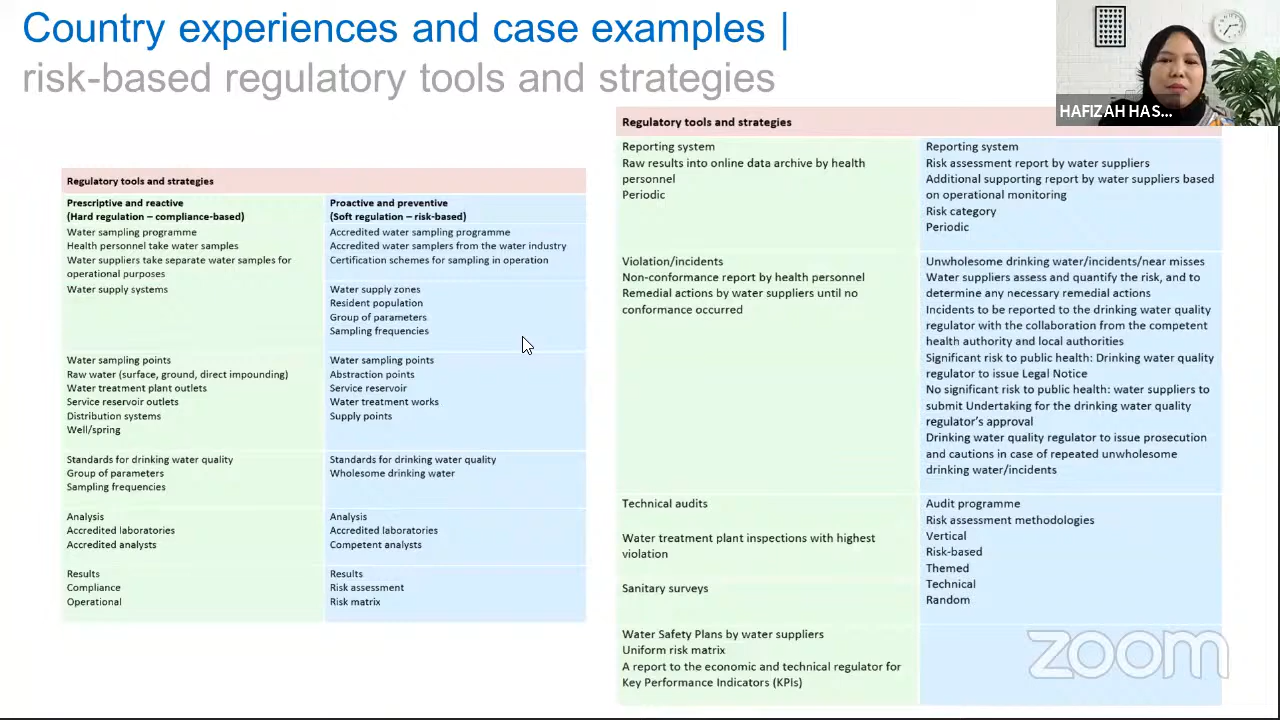 Country experiences and case examples |
risk-based regulatory tools and strategies
HAFIZAH HAS...
Regulatory tools and strategies
Prescriptive and reactive
(Hard regulation – compliance-based)
Proactive and preventive
(Soft regulation – risk-based)
Water sampling programme
Health personnel take water samples
Water suppliers take separate water samples for
operational purposes
Accredited water sampling programme
Accredited water samplers from the water industry
Certification schemes for sampling in operation
Water supply systems
Water supply zones
Resident population
Group of parameters
Sampling frequencies
Water sampling points
Raw water (surface, ground, direct impounding)
Water treatment plant outlets
Service reservoir outlets
Distribution systems
Well/spring
Water sampling points
Abstraction points
Service reservoir
Water treatment works
Supply points
Standards for drinking water quality
Group of parameters
Sampling frequencies
Standards for drinking water quality
Wholesome drinking water
Analysis
Accredited laboratories
Accredited analysts
Analysis
Accredited laboratories
Competent analysts
Results
Compliance
Operational
Results
Risk assessment
Risk matrix
Regulatory tools and strategies
Reporting system
Raw results into online data archive by health
personnel
Periodic
Reporting system
Risk assessment report by water suppliers
Additional supporting report by water suppliers based
on operational monitoring
Risk category
Periodic
Violation/incidents
Non-conformance report by health personnel
Remedial actions by water suppliers until no
conformance occurred
Unwholesome drinking water/incidents/near misses
Water suppliers assess and quantify the risk, and to
determine any necessary remedial actions
Incidents to be reported to the drinking water quality
regulator with the collaboration from the competent
health authority and local authorities
Significant risk to public health: Drinking water quality
regulator to issue Legal Notice
No significant risk to public health: water suppliers to
submit Undertaking for the drinking water quality
regulator's approval
Drinking water quality regulator to issue prosecution
and cautions in case of repeated unwholesome
drinking water/incidents
Technical audits
Water treatment plant inspections with highest
violation
Audit programme
Risk assessment methodologies
Vertical
Risk-based
Themed
Technical
Random
Sanitary surveys
Water Safety Plans by water suppliers
Uniform risk matrix
A report to the economic and technical regulator for
Key Performance Indicators (KPIs)
zoom